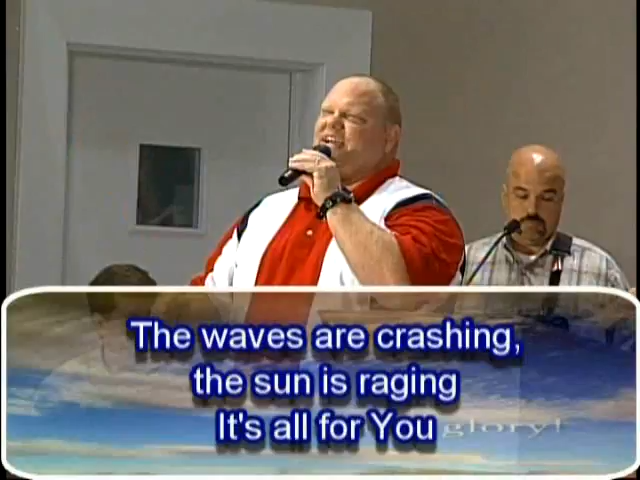 The waves are crashing,
the sun is raging
It's all for You glory!